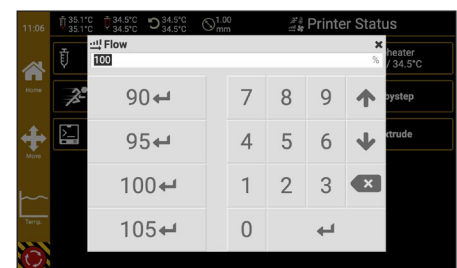 11:06
35.1°C 34.5°C 34.5°C 1.00
35.1°C 34.5°C 34.5°C mm
Printer Status
Flow
100 %
90 7 8 9
95 4 5 6
100 1 2 3
105 0
Home
Move
Temp.
heater
/ 34.5°C
bystep
xtrude